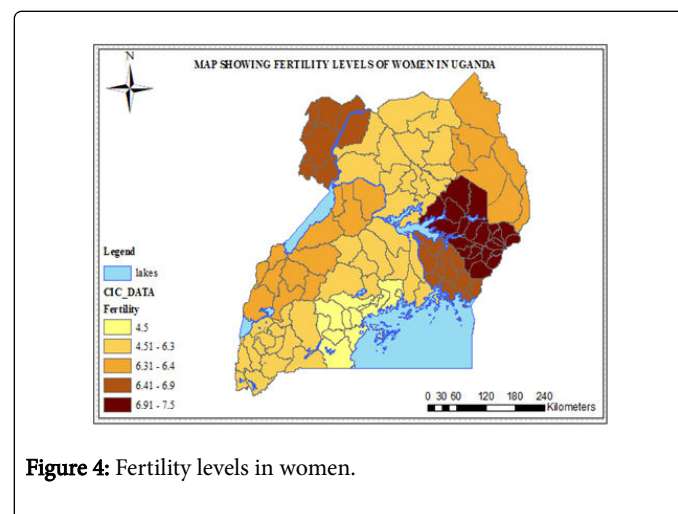 N
MAP SHOWING FERTILITY LEVELS OF WOMEN IN UGANDA
Legend
lakes
CIC_DATA
Fertility
4.5
4.51 - 6.3
6.31 - 6.4
6.41 - 6.9
6.91 - 7.5
0 30 60 120 180 240
Kilometers
Figure 4: Fertility levels in women.